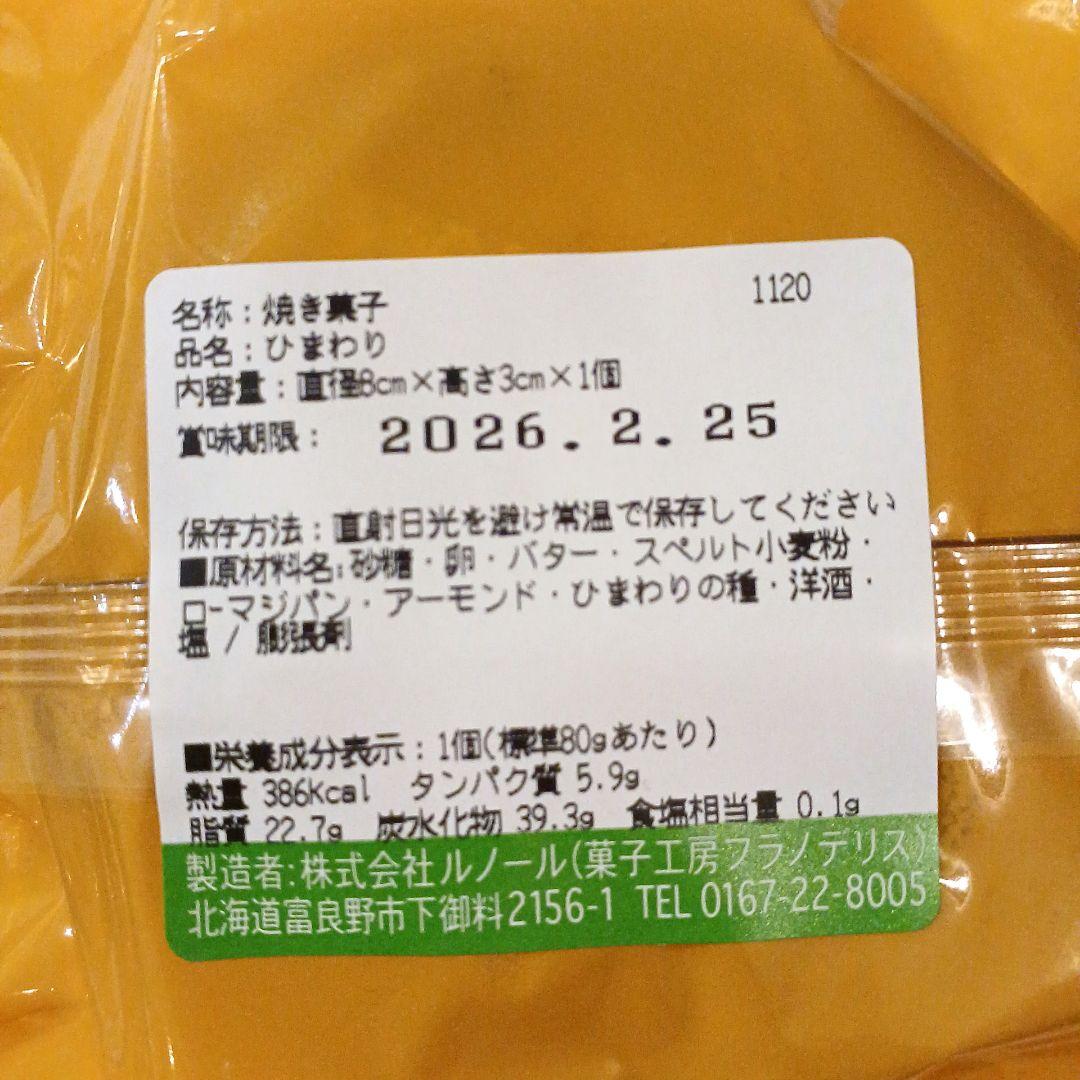 1120
名称:焼き菓子
品名:ひまわり
内容量:直径8cm×高さ3cm×1個
賞味期限: 2026.2.25
保存方法:直射日光を避け常温で保存してください
■原材料名:砂糖・卵・バター・スペルト小麦粉・
ローマジパン・アーモンド・ひまわりの種・洋酒・
塩 / 膨張剤
■栄養成分表示:1個(標準80gあたり)
熱量 386Kcal タンパク質 5.9g
脂質 22.7g 炭水化物 39.3g 食塩相当量 0.1g
製造者:株式会社ルノール(菓子工房フラノデリス)
北海道富良野市下御料2156-1 TEL 0167-22-8005